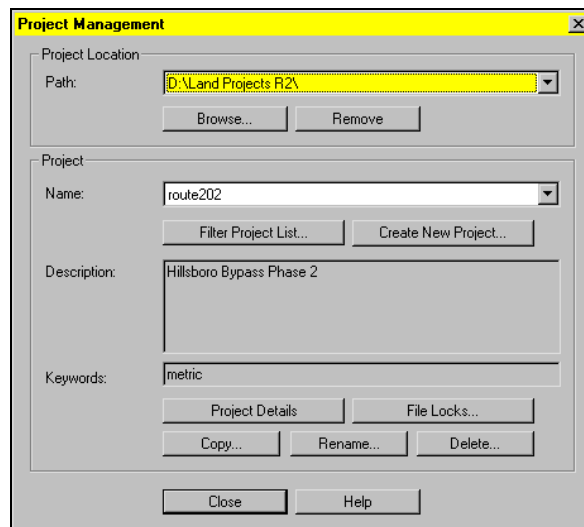 Project Management
Project Location
Path: D:\Land Projects R2\
Browse... Remove
Project
Name: route202
Filter Project List... Create New Project...
Description: Hillsboro Bypass Phase 2
Keywords: metric
Project Details File Locks...
Copy... Rename... Delete...
Close Help